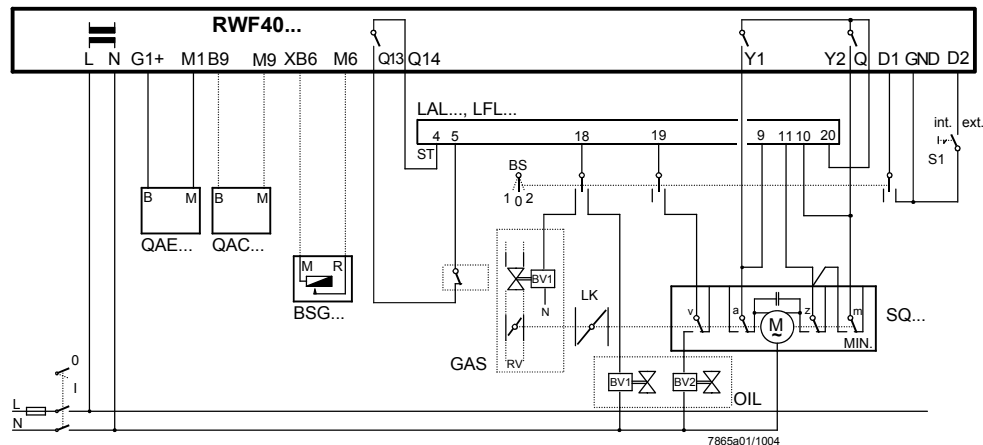 RWF40...
L N G1+ M1 B9 M9 XB6 M6 Q13 Q14 Y1 Y2 Q D1 GND D2
LAL..., LFL...
int. ext.
4 5 18 19 9 11 10 20
ST
S1
BS
1 0 2
B M B M
QAE... QAC...
M R
BSG...
BV1
N
LK
v a z m
M
~
SQ...
MIN.
GAS
RV
0
I
BV1 BV2
OIL
L
N
7865a01/1004